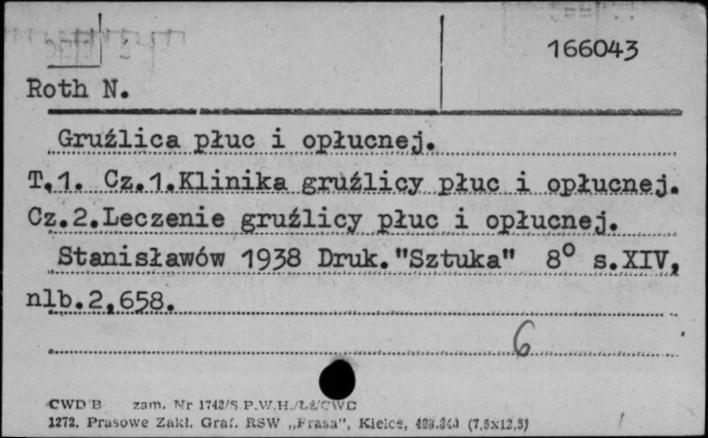 166043
Roth N.
Gruźlica płuc i opłucnej.
T.1. Cz.1.Klinika gruźlicy płuc i opłucnej.
Cz.2.Leczenie gruźlicy płuc i opłucnej.
Stanisławów 1938 Druk."Sztuka" 8° s.XIV,
nlb.2,658.
6
CWD B zam. Nr 1742/S P.W.H./ŁŻ/CWD
1272. Prasowe Zakł. Graf. RSW „Prasa", Kielce, (7,5x12,5)